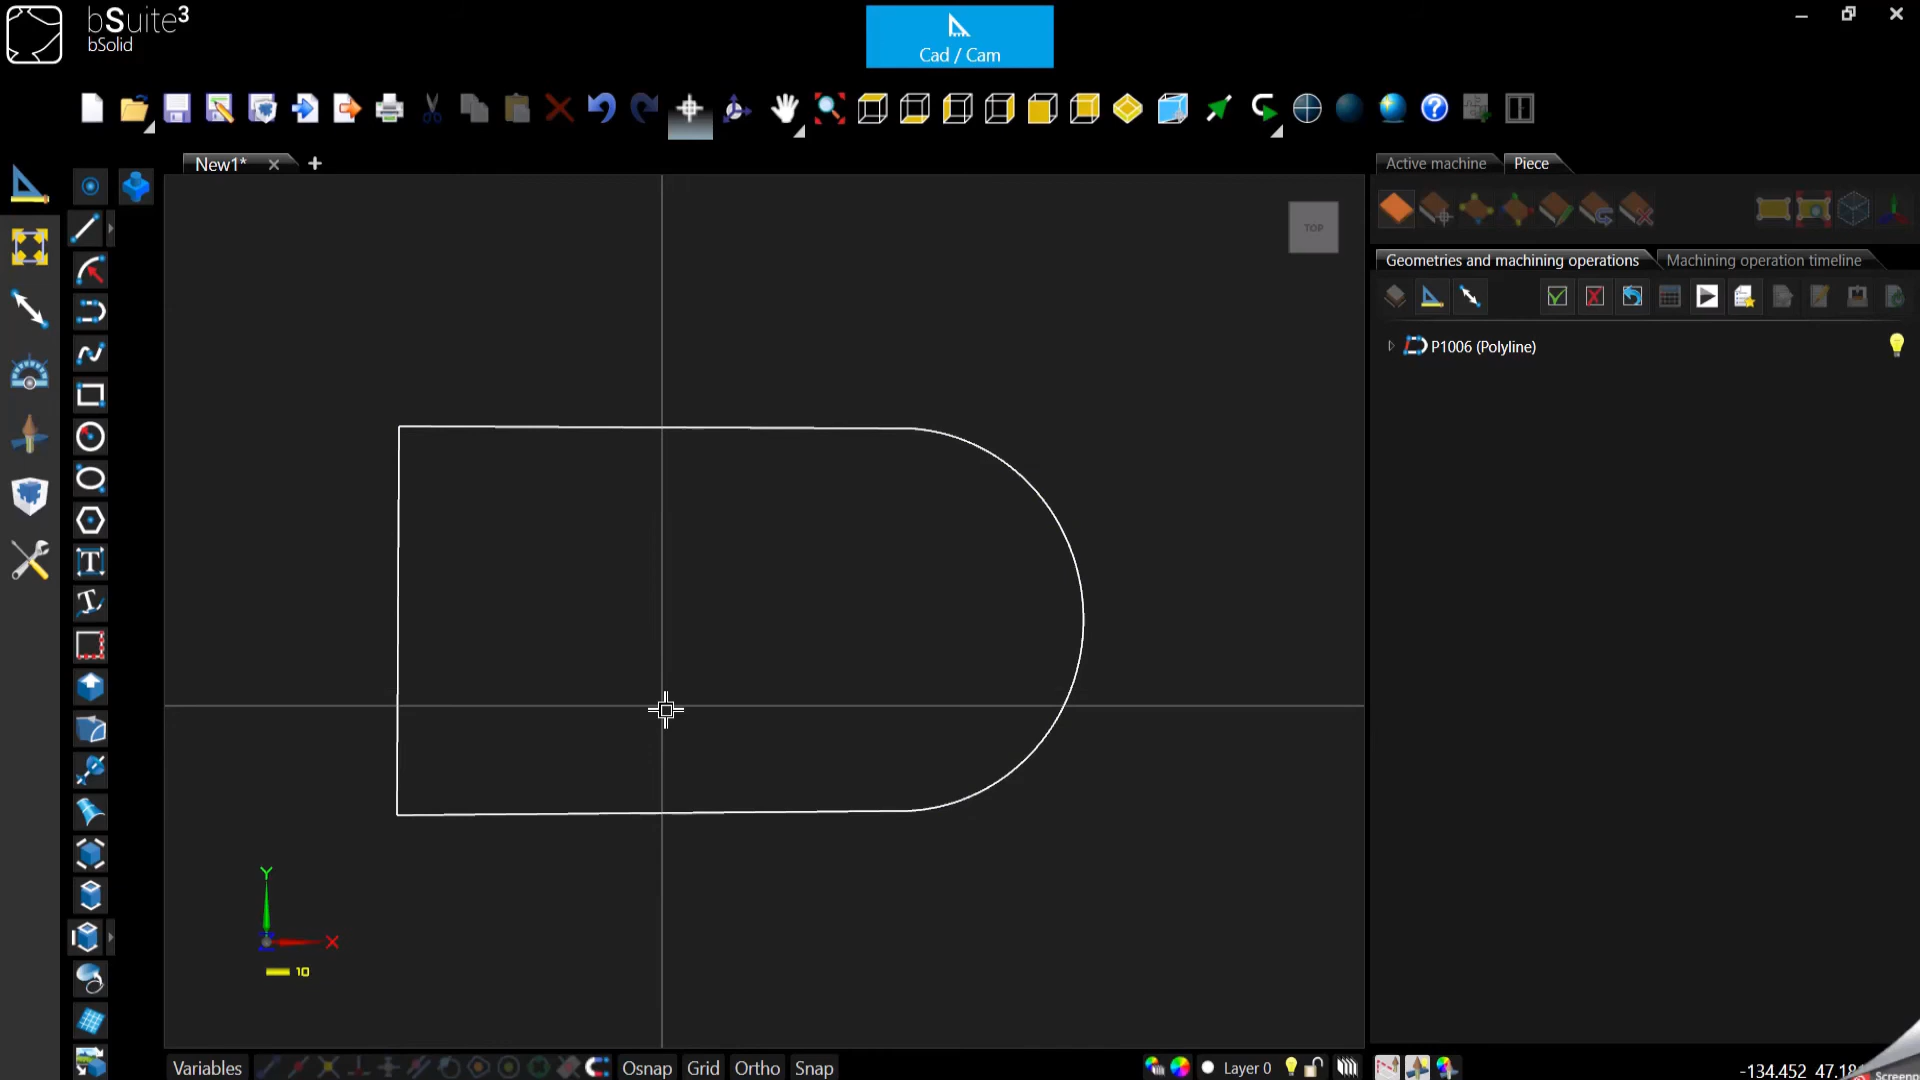 bSuite³
bSolid
Cad / Cam
New1*
TOP
Active machine
Piece
Geometries and machining operations
Machining operation timeline
P1006 (Polyline)
Y
X
10
Variables
Osnap
Grid
Ortho
Snap
Layer 0
-134.452